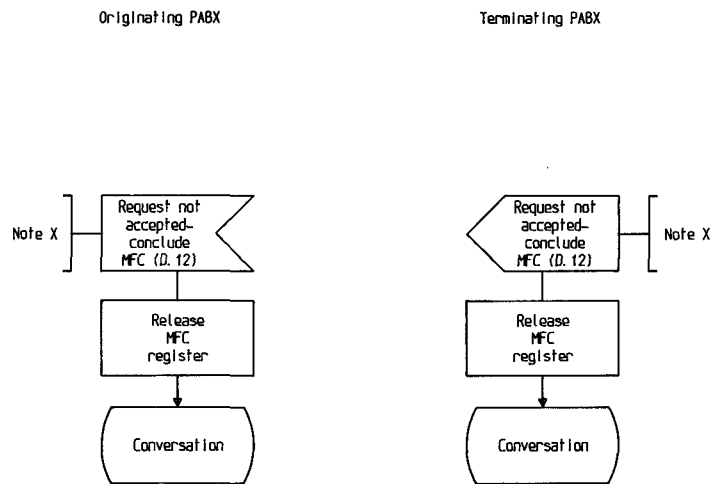 Originating PABX
Terminating PABX
Note X
Request not
accepted-
conclude
MFC (D.12)
Release
MFC
register
Conversation
Request not
accepted-
conclude
MFC (D.12)
Note X
Release
MFC
register
Conversation